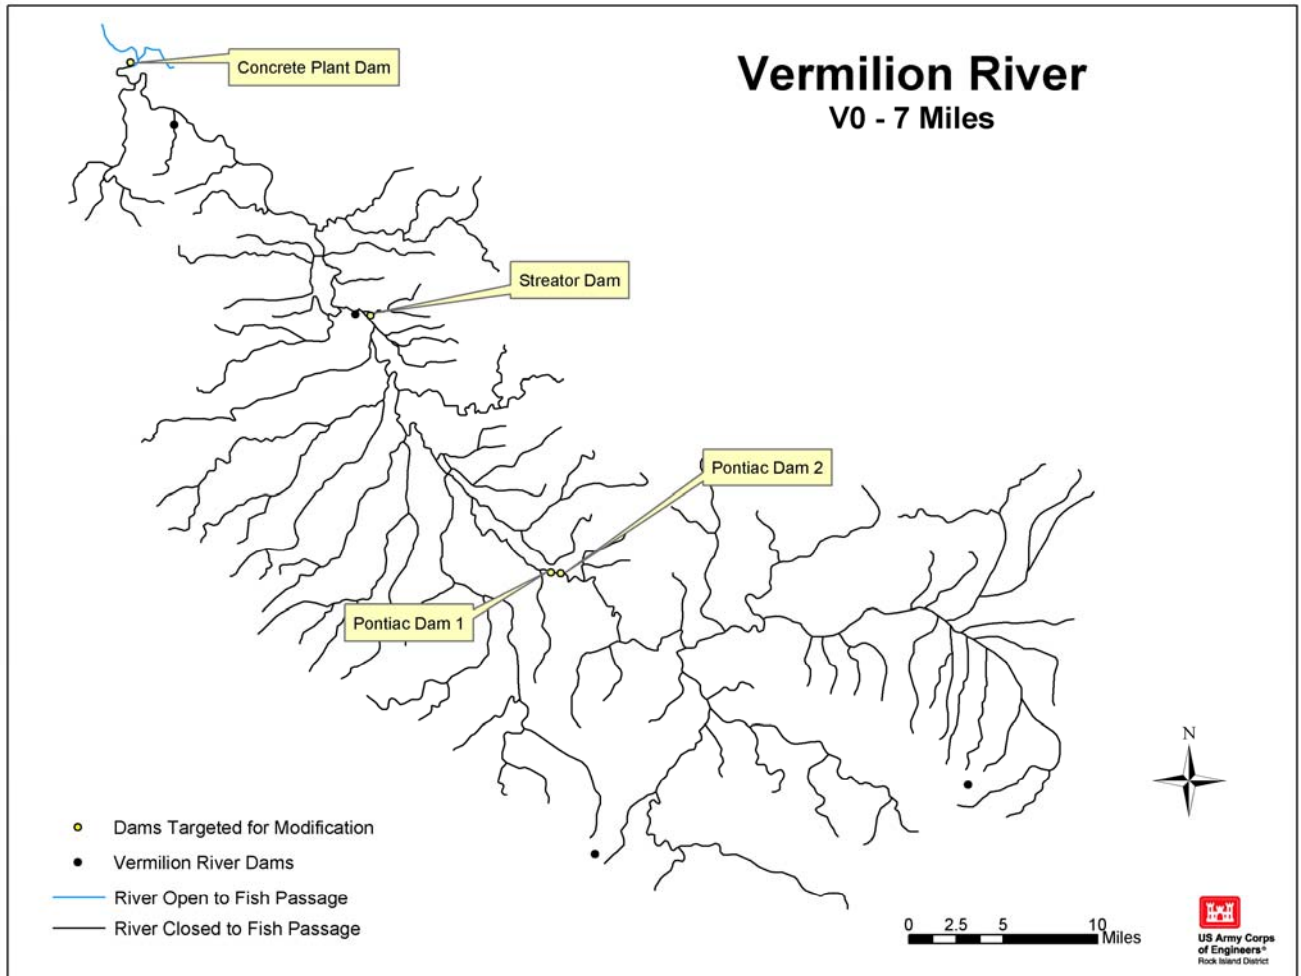 Vermilion River
V0 - 7 Miles
Concrete Plant Dam
Streator Dam
Pontiac Dam 2
Pontiac Dam 1
N
Dams Targeted for Modification
Vermilion River Dams
River Open to Fish Passage
River Closed to Fish Passage
0 2.5 5 10
Miles
US Army Corps
of Engineers®
Rock Island District